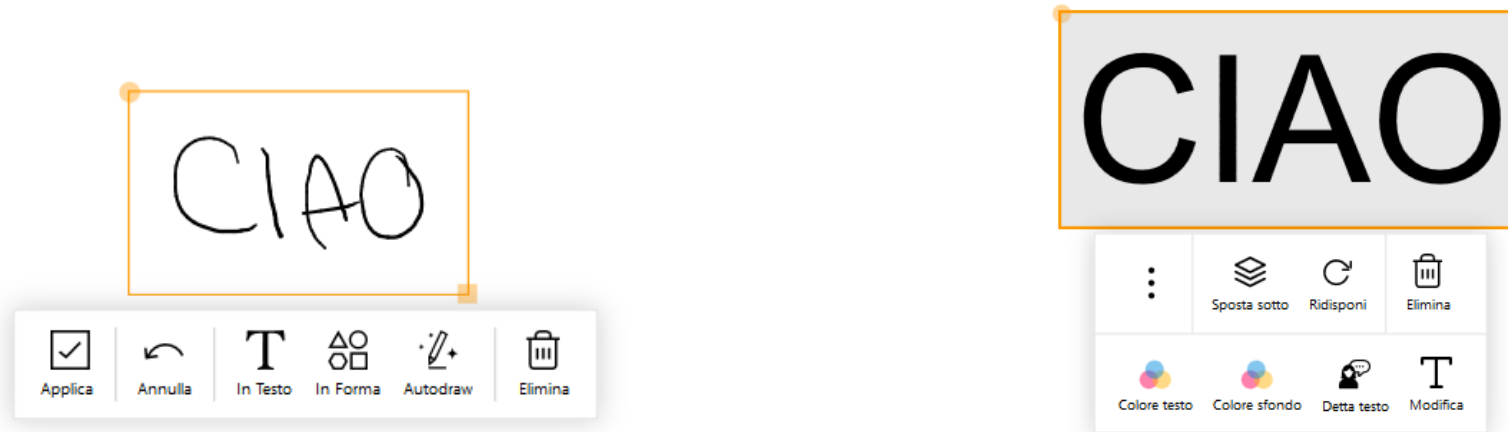 CIAO
Applica Annulla In Testo In Forma Autodraw Elimina
CIAO
Sposta sotto Ridisponi Elimina
Colore testo Colore sfondo Detta testo Modifica